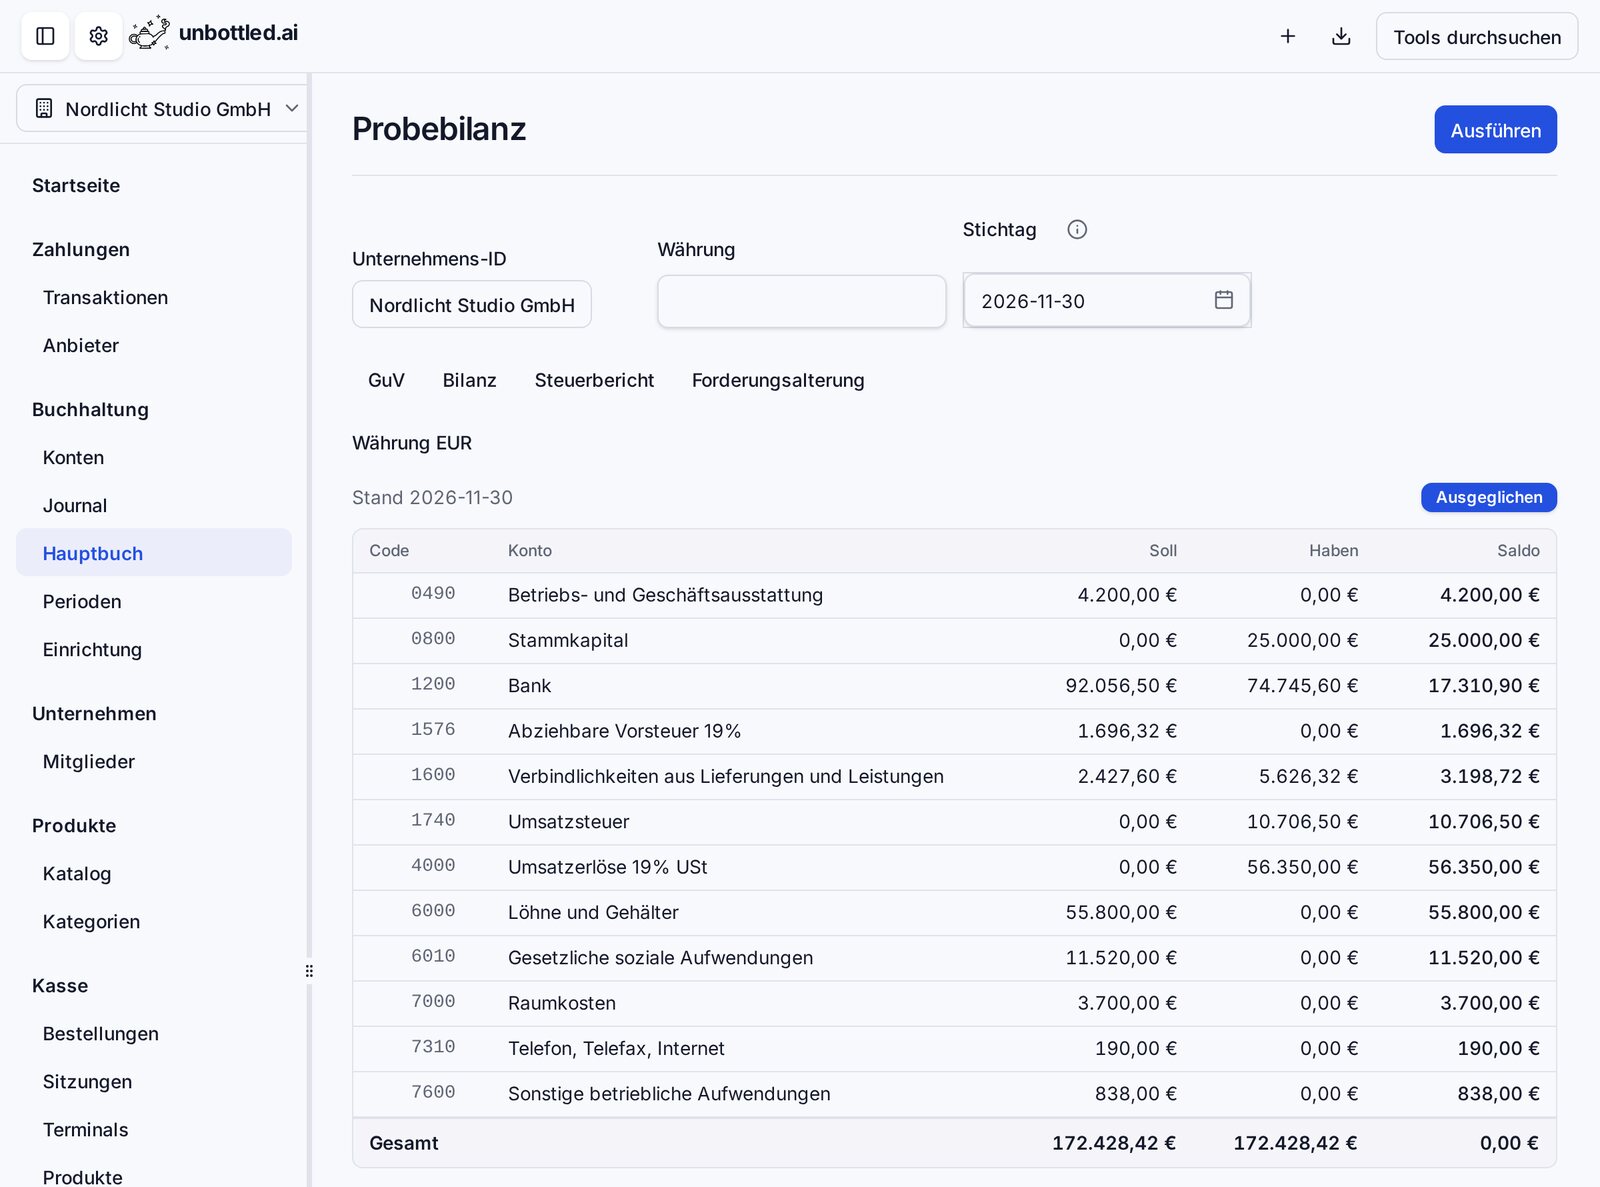 unbottled.ai
Tools durchsuchen
Nordlicht Studio GmbH
Startseite
Zahlungen
Transaktionen
Anbieter
Buchhaltung
Konten
Journal
Hauptbuch
Perioden
Einrichtung
Unternehmen
Mitglieder
Produkte
Katalog
Kategorien
Kasse
Bestellungen
Sitzungen
Terminals
Produkte
Probebilanz
Ausführen
Unternehmens-ID
Nordlicht Studio GmbH
Währung
Stichtag
2026-11-30
GuV Bilanz Steuerbericht Forderungsalterung
Währung EUR
Stand 2026-11-30
Ausgeglichen
Code Konto Soll Haben Saldo
0490 Betriebs- und Geschäftsausstattung 4.200,00 € 0,00 € 4.200,00 €
0800 Stammkapital 0,00 € 25.000,00 € 25.000,00 €
1200 Bank 92.056,50 € 74.745,60 € 17.310,90 €
1576 Abziehbare Vorsteuer 19% 1.696,32 € 0,00 € 1.696,32 €
1600 Verbindlichkeiten aus Lieferungen und Leistungen 2.427,60 € 5.626,32 € 3.198,72 €
1740 Umsatzsteuer 0,00 € 10.706,50 € 10.706,50 €
4000 Umsatzerlöse 19% USt 0,00 € 56.350,00 € 56.350,00 €
6000 Löhne und Gehälter 55.800,00 € 0,00 € 55.800,00 €
6010 Gesetzliche soziale Aufwendungen 11.520,00 € 0,00 € 11.520,00 €
7000 Raumkosten 3.700,00 € 0,00 € 3.700,00 €
7310 Telefon, Telefax, Internet 190,00 € 0,00 € 190,00 €
7600 Sonstige betriebliche Aufwendungen 838,00 € 0,00 € 838,00 €
Gesamt 172.428,42 € 172.428,42 € 0,00 €